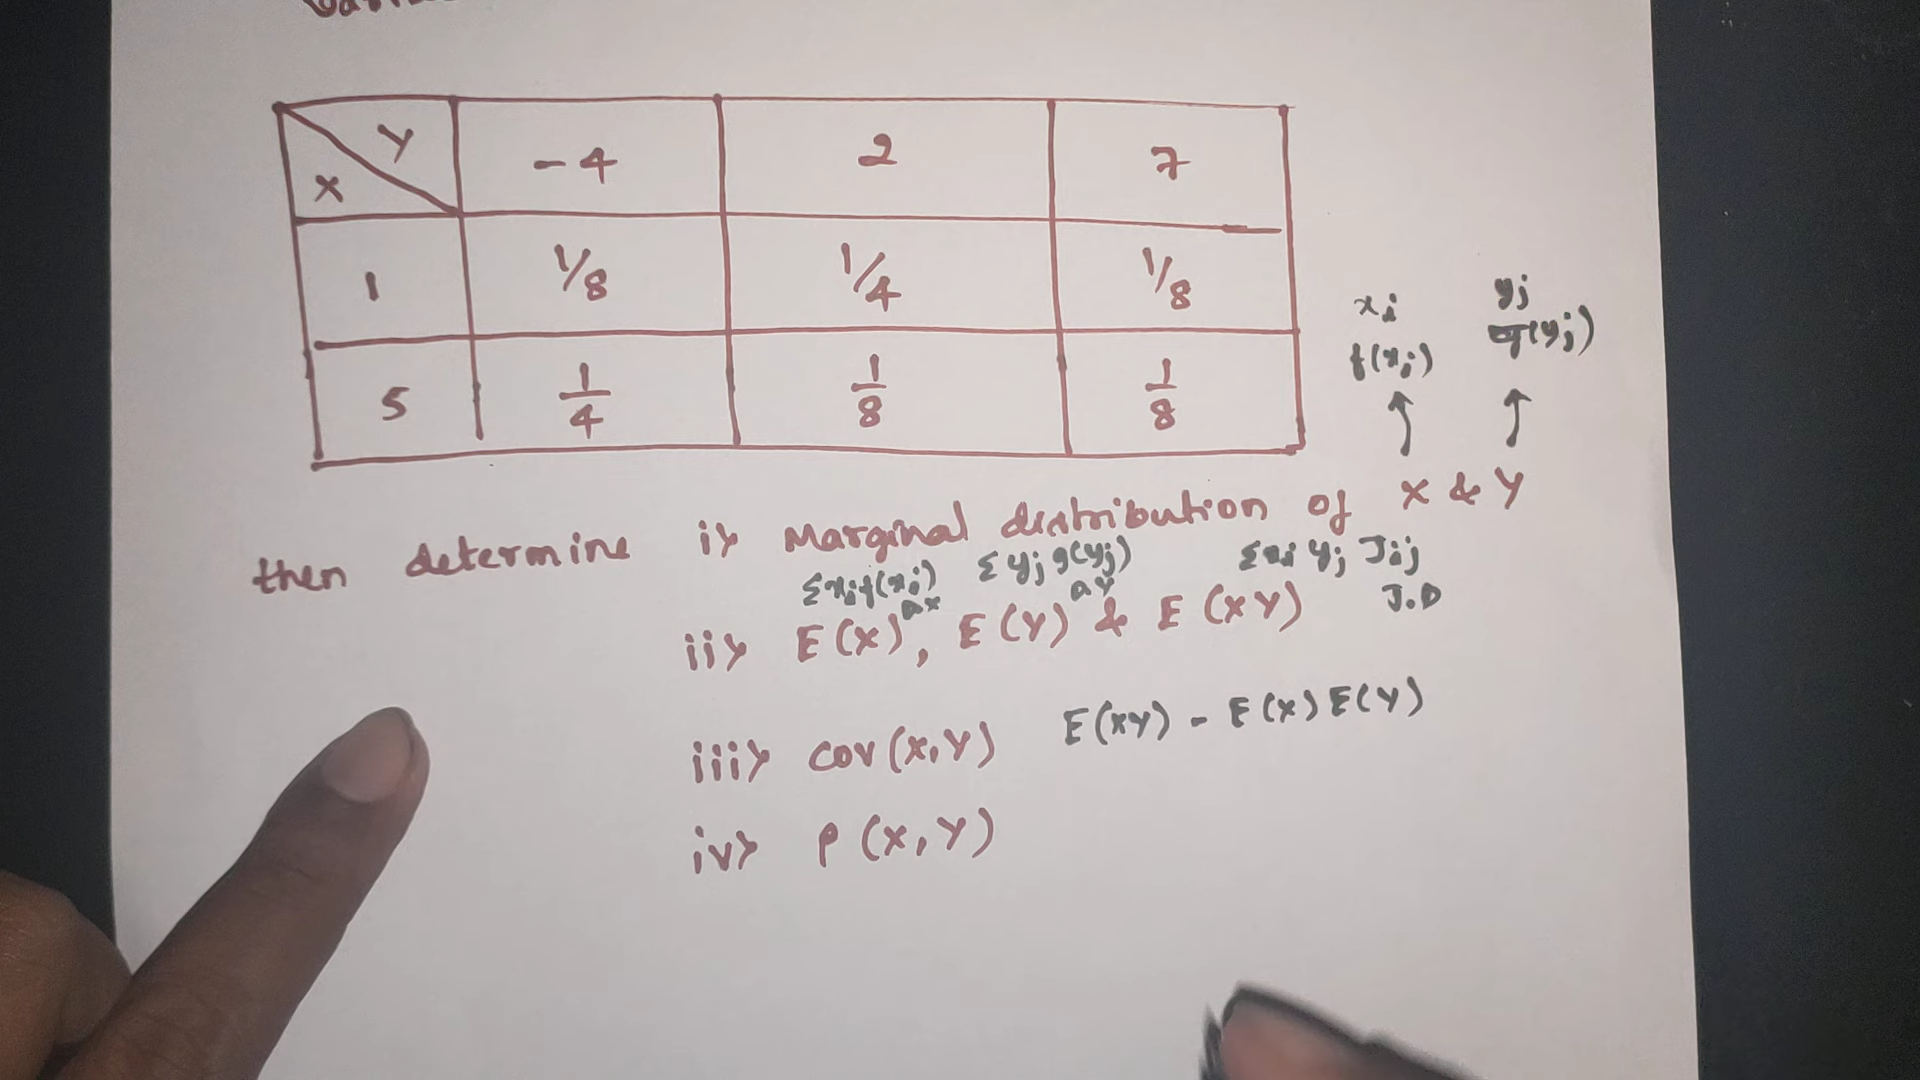 Y
X
-4 2 7
1 1/8 1/4 1/8
5 1/4 1/8 1/8
xi yj
f(xi) g(yj)
then determine i> Marginal distribution of X & Y
Σxif(xi) Σyjg(yj) Σxi yj Jij
J.D
ii> E(X), E(Y) & E(XY)
iii> cov(X,Y) E(XY) - E(X)E(Y)
iv> ρ(X,Y)